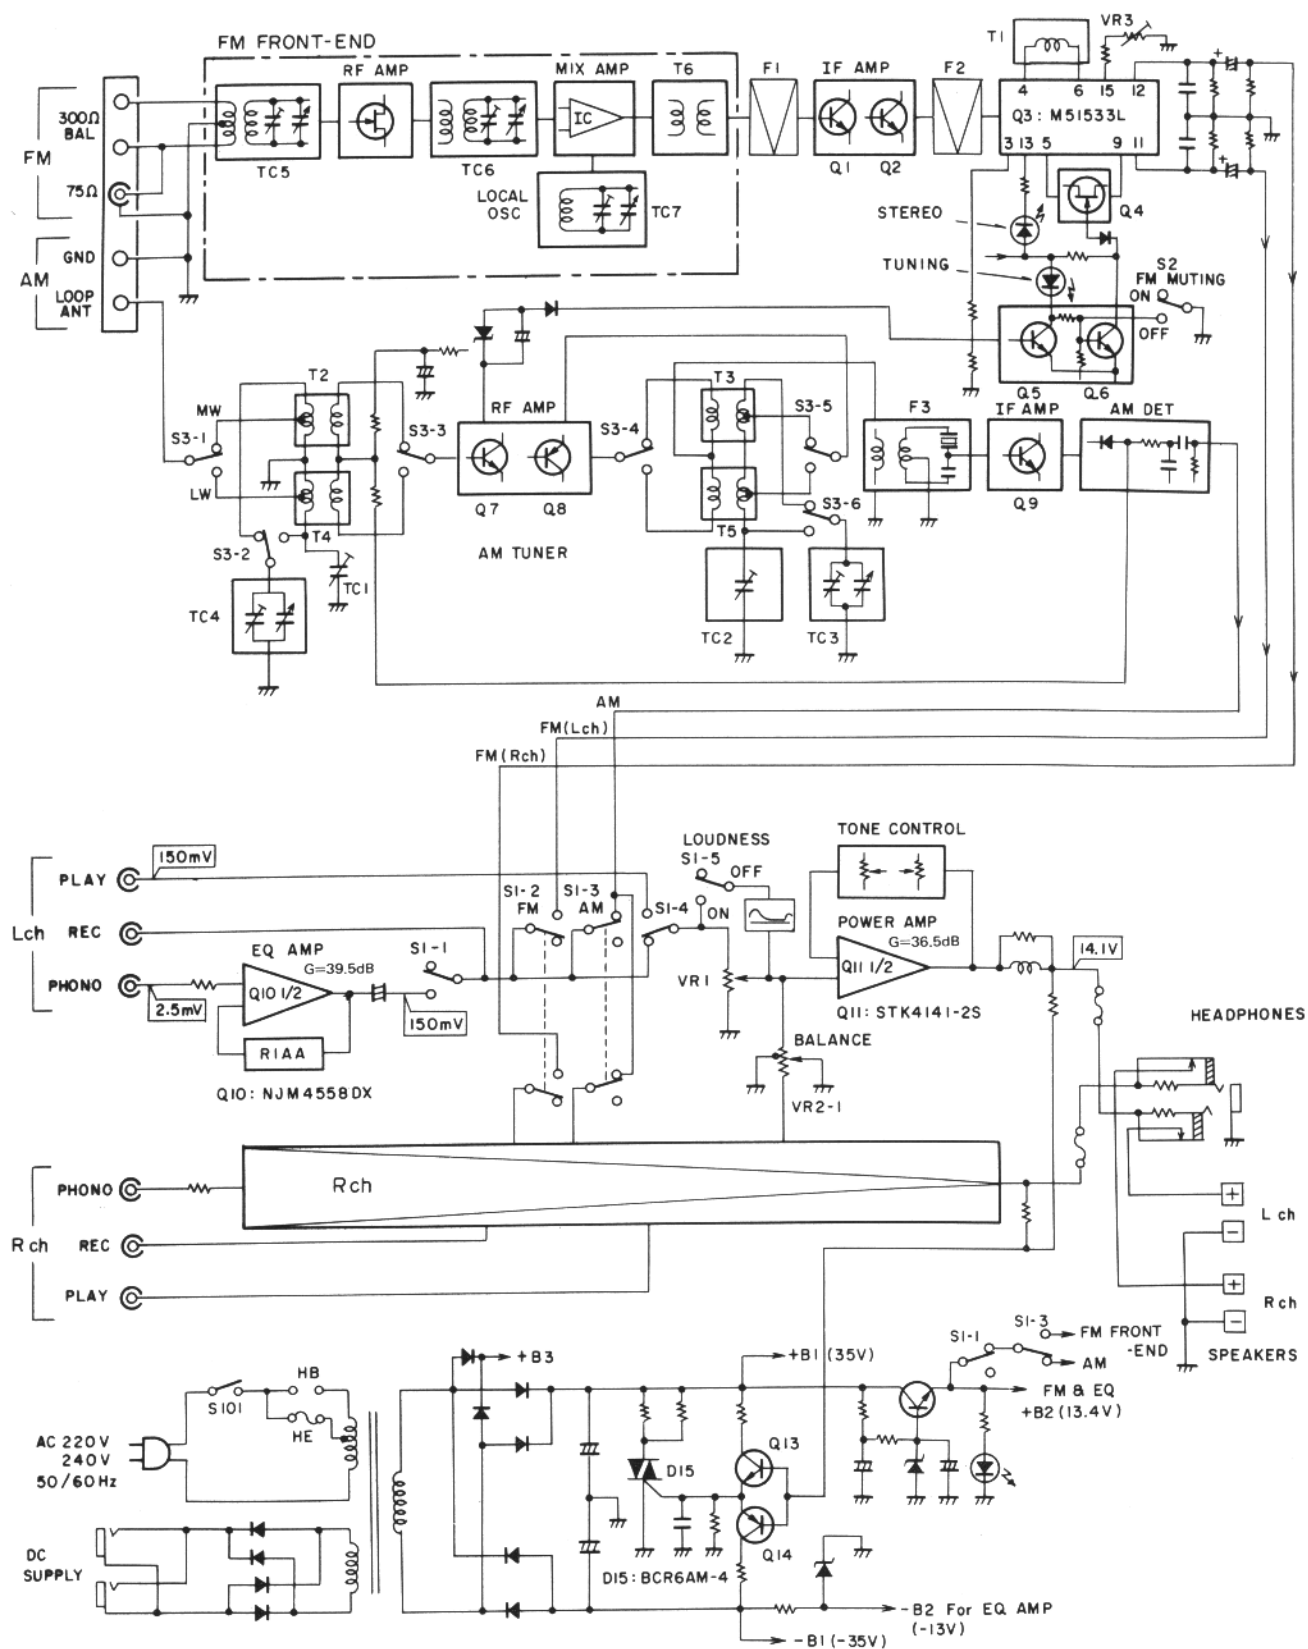 FM FRONT-END
RF AMP
MIX AMP
T6
F1
IF AMP
F2
T1
VR3
4
6
15
12
Q3: M51533L
3
13
5
9
11
FM
300Ω
BAL
75Ω
IC
TC5
TC6
LOCAL
OSC
TC7
Q1
Q2
Q4
STEREO
TUNING
S2
FM MUTING
ON
OFF
AM
GND
LOOP
ANT
Q5
Q6
T2
MW
S3-1
LW
S3-3
RF AMP
S3-4
T3
S3-5
F3
IF AMP
AM DET
Q7
Q8
T5
S3-6
Q9
S3-2
T4
TC1
AM TUNER
TC4
TC2
TC3
AM
FM(Lch)
FM(Rch)
TONE CONTROL
LOUDNESS
S1-5
OFF
ON
Lch
PLAY
150mV
REC
PHONO
2.5mV
EQ AMP
G=39.5dB
Q10 1/2
RIAA
Q10: NJM4558DX
S1-1
150mV
S1-2
FM
S1-3
AM
S1-4
VR1
POWER AMP
G=36.5dB
Q11 1/2
Q11: STK4141-2S
14.1V
BALANCE
VR2-1
HEADPHONES
Rch
PHONO
REC
PLAY
Rch
+
L ch
-
+
Rch
-
SPEAKERS
+B3
+B1 (35V)
S1-1
S1-3
FM FRONT
-END
AM
FM & EQ
+B2 (13.4V)
HB
S101
HE
AC 220V
240V
50/60Hz
Q13
D15
Q14
D15: BCR6AM-4
DC
SUPPLY
-B2 For EQ AMP
(-13V)
-B1 (-35V)